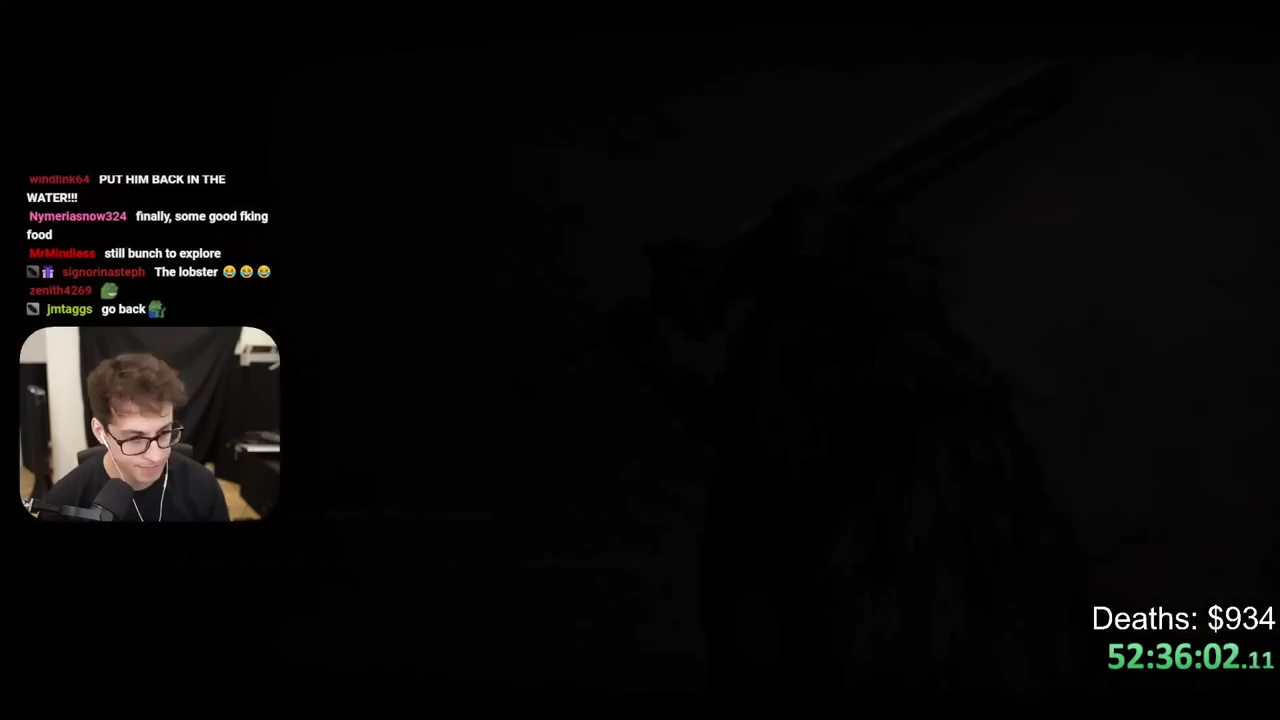 windlink64 PUT HIM BACK IN THE
WATER!!!
Nymeriasnow324 finally, some good fking
food
MrMindless still bunch to explore
signorinasteph The lobster 😂😂😂
zenith4269
jmtaggs go back
Deaths: $934
52:36:02.11